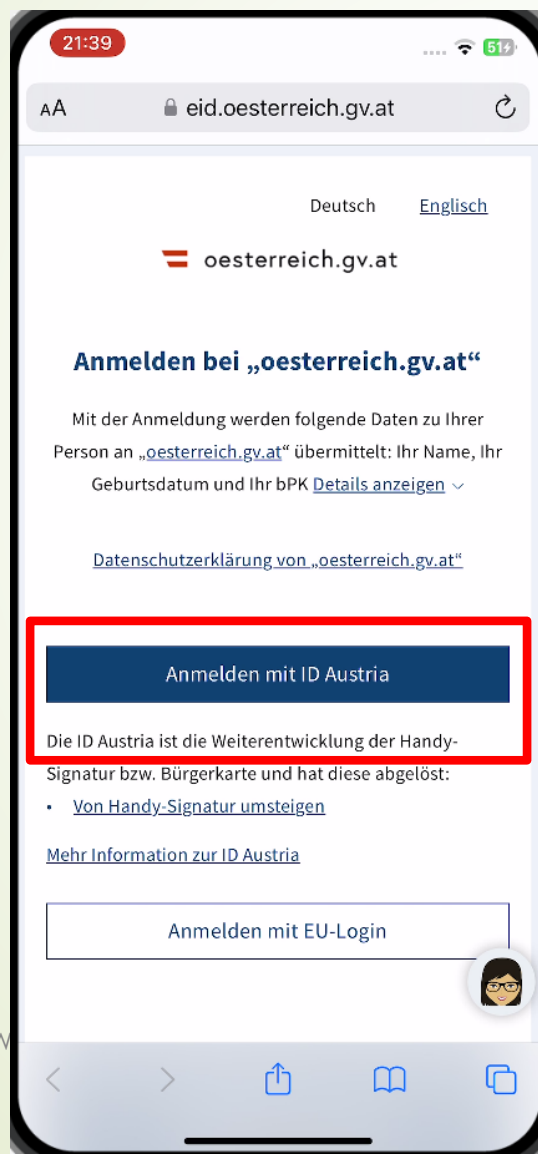 21:39
51
AA eid.oesterreich.gv.at
Deutsch Englisch
oesterreich.gv.at
Anmelden bei „oesterreich.gv.at“
Mit der Anmeldung werden folgende Daten zu Ihrer
Person an „oesterreich.gv.at“ übermittelt: Ihr Name, Ihr
Geburtsdatum und Ihr bPK Details anzeigen
Datenschutzerklärung von „oesterreich.gv.at“
Anmelden mit ID Austria
Die ID Austria ist die Weiterentwicklung der Handy-
Signatur bzw. Bürgerkarte und hat diese abgelöst:
• Von Handy-Signatur umsteigen
Mehr Information zur ID Austria
Anmelden mit EU-Login